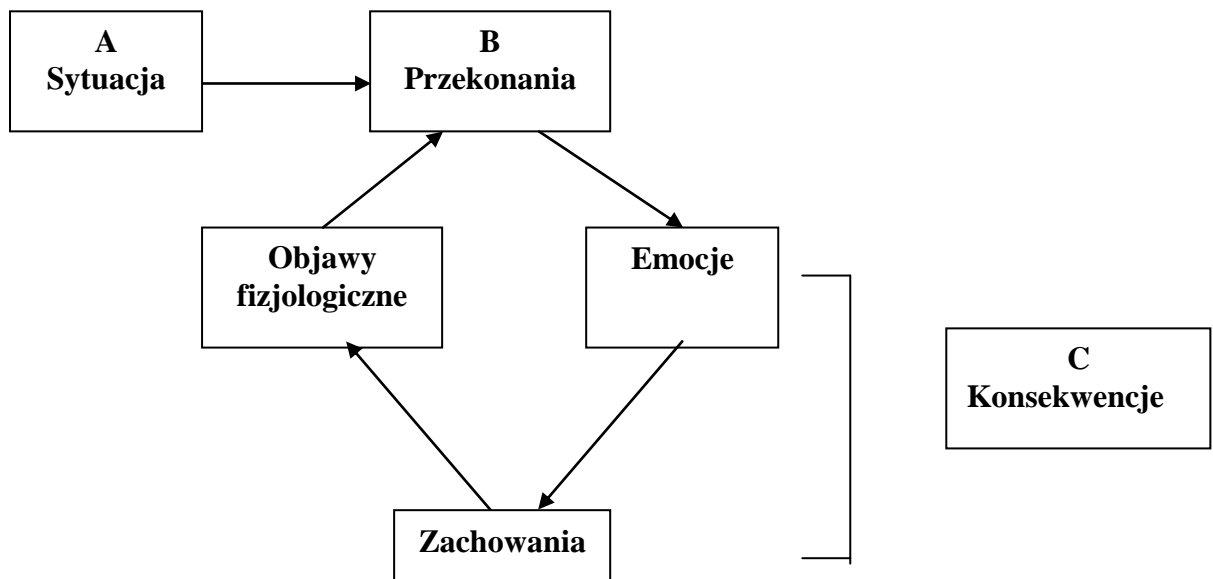 A
Sytuacja
B
Przekonania
Objawy
fizjologiczne
Emocje
C
Konsekwencje
Zachowania